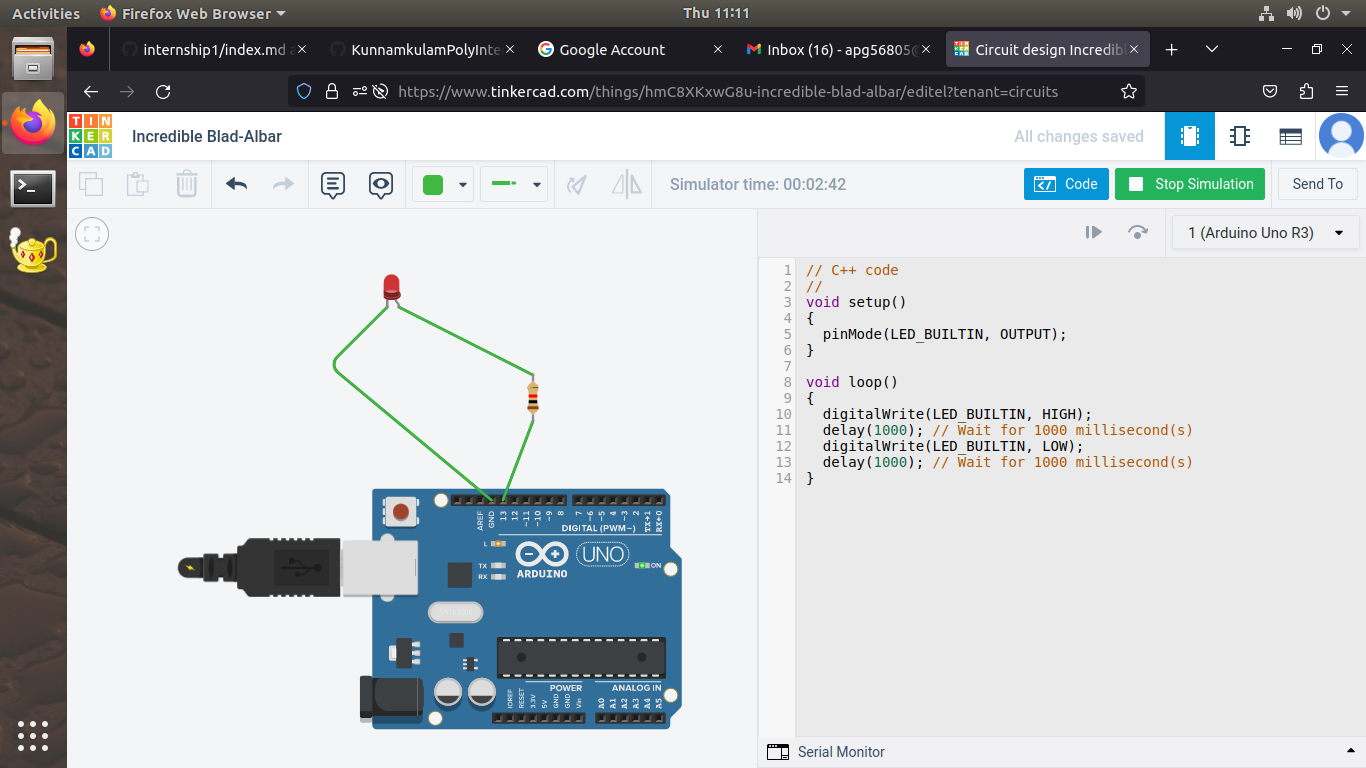 Activities
Firefox Web Browser
Thu 11:11
internship1/index.md a
KunnamkulamPolyInte
Google Account
Inbox (16) - apg56805@
Circuit design Incredibl
https://www.tinkercad.com/things/hmC8XKxwG8u-incredible-blad-albar/editel?tenant=circuits
TIN
KER
CAD
Incredible Blad-Albar
All changes saved
Simulator time: 00:02:42
Code
Stop Simulation
Send To
1 (Arduino Uno R3)
1 // C++ code
2 //
3 void setup()
4 {
5 pinMode(LED_BUILTIN, OUTPUT);
6 }
7
8 void loop()
9 {
10 digitalWrite(LED_BUILTIN, HIGH);
11 delay(1000); // Wait for 1000 millisecond(s)
12 digitalWrite(LED_BUILTIN, LOW);
13 delay(1000); // Wait for 1000 millisecond(s)
14 }
AREF
GND
13
12
~11
~10
~9
8
7
~6
~5
4
~3
2
TX→1
RX←0
DIGITAL (PWM~)
L
TX
RX
ARDUINO
UNO
ON
POWER
ANALOG IN
IOREF
RESET
3.3V
5V
GND
GND
Vin
A0
A1
A2
A3
A4
A5
Serial Monitor